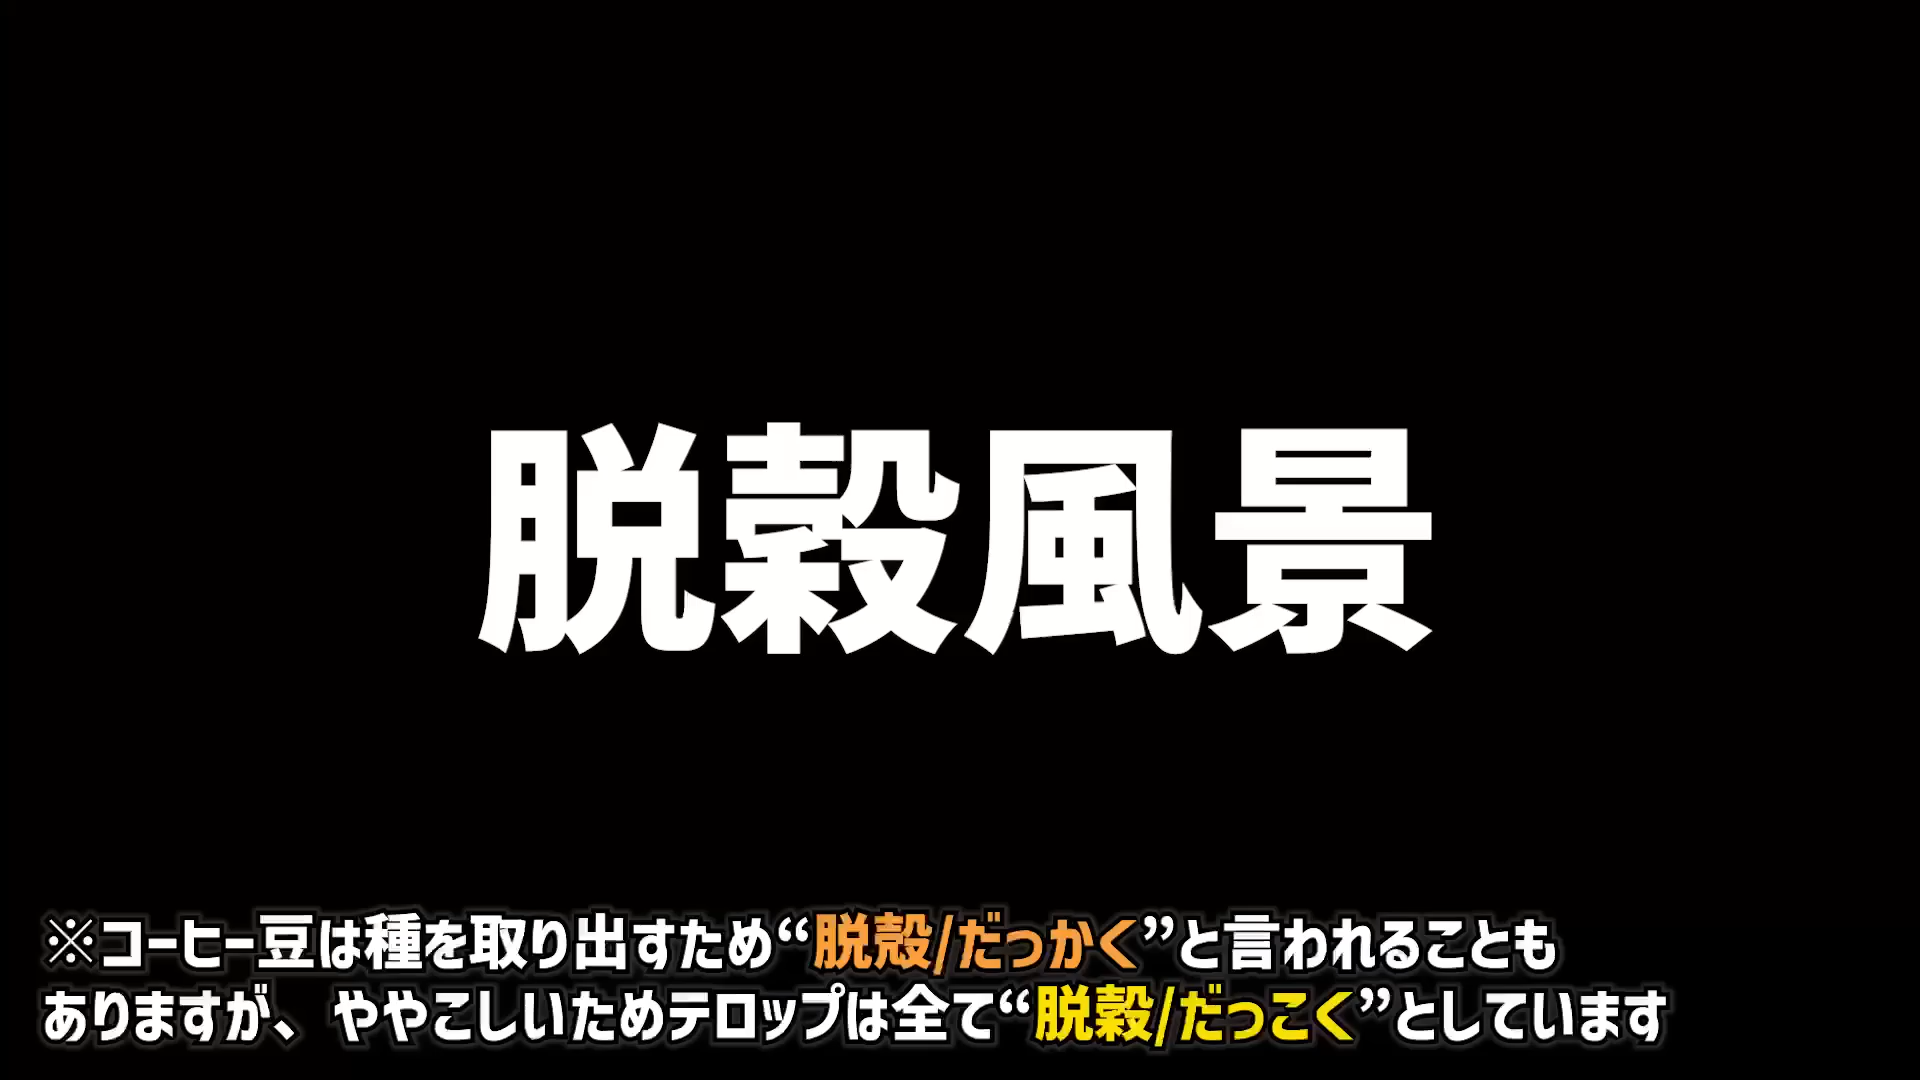 脱穀風景
※コーヒー豆は種を取り出すため“脱殻/だっかく”と言われることも
ありますが、ややこしいためテロップは全て“脱穀/だっこく”としています